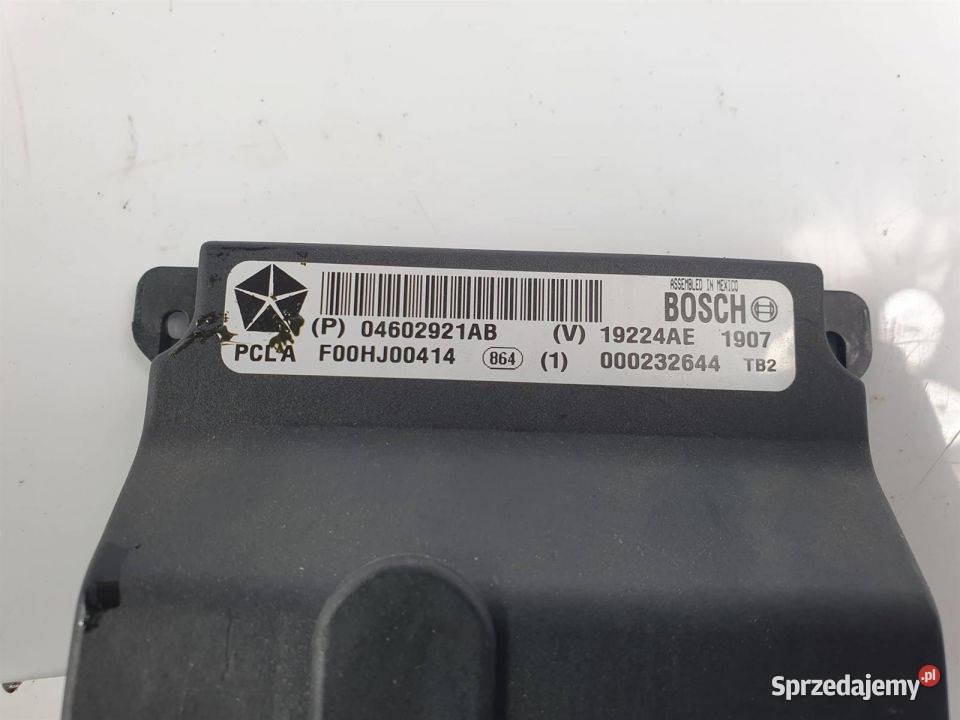 ASSEMBLED IN MEXICO
BOSCH
(P) 04602921AB (V) 19224AE 1907
PCLA F00HJ00414 864 (1) 000232644 TB2
Sprzedajemy.pl